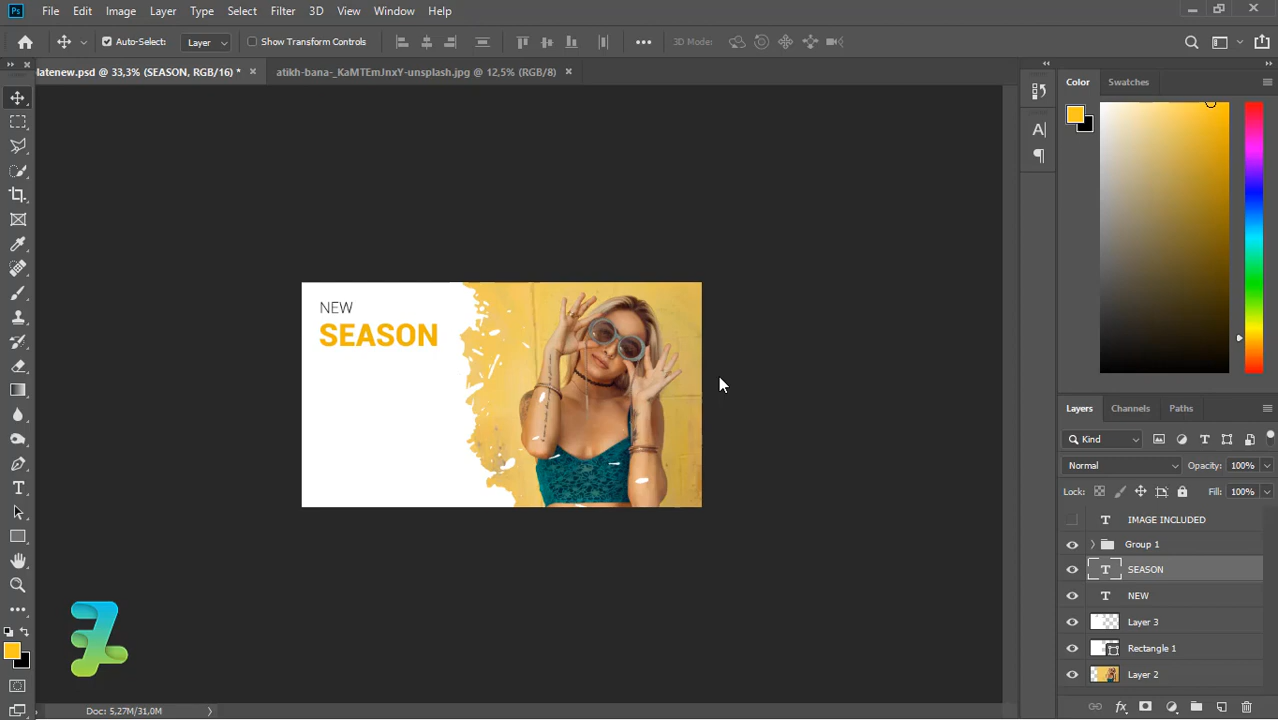 Ps File Edit Image Layer Type Select Filter 3D View Window Help
Auto-Select: Layer Show Transform Controls 3D Mode:
latenew.psd @ 33,3% (SEASON, RGB/16) * × atikh-bana-_KaMTEmJnxY-unsplash.jpg @ 12,5% (RGB/8) ×
Color Swatches
NEW
SEASON
Layers Channels Paths
Kind
Normal Opacity: 100%
Lock: Fill: 100%
T IMAGE INCLUDED
Group 1
T SEASON
T NEW
Layer 3
Rectangle 1
Layer 2
fx
Doc: 5,27M/31,0M